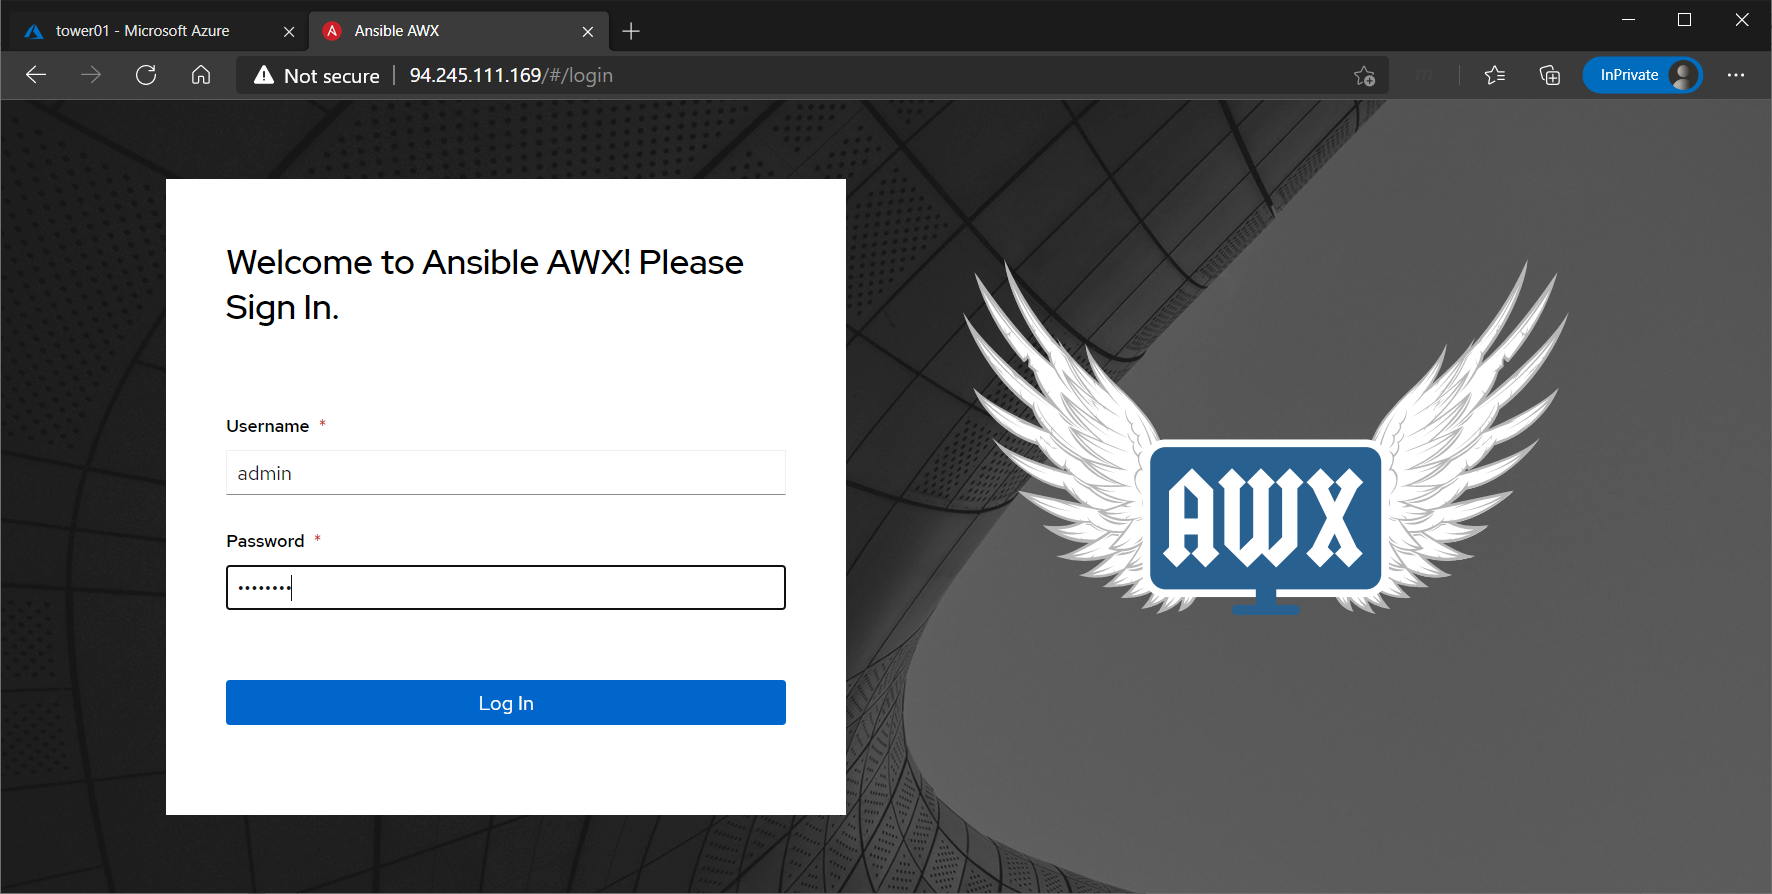 tower01 - Microsoft Azure
Ansible AWX
Not secure | 94.245.111.169/#/login
InPrivate
Welcome to Ansible AWX! Please
Sign In.
Username *
admin
Password *
••••••••
Log In
AWX